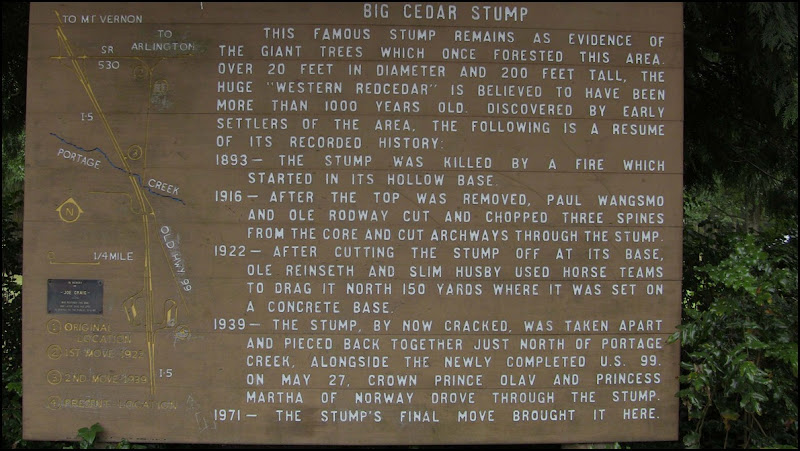 BIG CEDAR STUMP
THIS FAMOUS STUMP REMAINS AS EVIDENCE OF
THE GIANT TREES WHICH ONCE FORESTED THIS AREA.
OVER 20 FEET IN DIAMETER AND 200 FEET TALL, THE
HUGE "WESTERN REDCEDAR" IS BELIEVED TO HAVE BEEN
MORE THAN 1000 YEARS OLD. DISCOVERED BY EARLY
SETTLERS OF THE AREA, THE FOLLOWING IS A RESUME
OF ITS RECORDED HISTORY:
1893 — THE STUMP WAS KILLED BY A FIRE WHICH
STARTED IN ITS HOLLOW BASE.
1916 — AFTER THE TOP WAS REMOVED, PAUL WANGSMO
AND OLE RODWAY CUT AND CHOPPED THREE SPINES
FROM THE CORE AND CUT ARCHWAYS THROUGH THE STUMP.
1922 — AFTER CUTTING THE STUMP OFF AT ITS BASE,
OLE REINSETH AND SLIM HUSBY USED HORSE TEAMS
TO DRAG IT NORTH 150 YARDS WHERE IT WAS SET ON
A CONCRETE BASE.
1939 — THE STUMP, BY NOW CRACKED, WAS TAKEN APART
AND PIECED BACK TOGETHER JUST NORTH OF PORTAGE
CREEK, ALONGSIDE THE NEWLY COMPLETED U.S. 99.
ON MAY 27, CROWN PRINCE OLAV AND PRINCESS
MARTHA OF NORWAY DROVE THROUGH THE STUMP.
1971 — THE STUMP'S FINAL MOVE BROUGHT IT HERE.
TO MT VERNON
TO
ARLINGTON
SR
530
I-5
PORTAGE
CREEK
N
OLD HWY 99
1/4 MILE
JOE CRAIG
1 ORIGINAL
LOCATION
2 1ST MOVE 1922
3 2ND MOVE 1939
4 PRESENT LOCATION
I-5